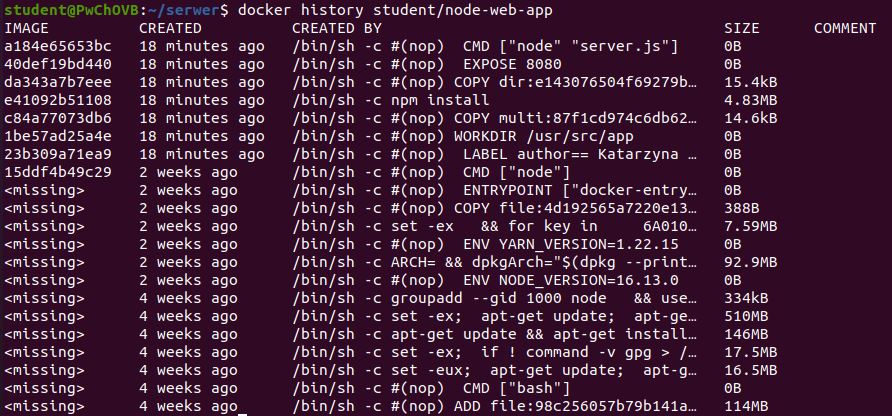 student@PwChOVB:~/serwer$ docker history student/node-web-app
IMAGE          CREATED          CREATED BY                                      SIZE      COMMENT
a184e65653bc   18 minutes ago   /bin/sh -c #(nop)  CMD ["node" "server.js"]     0B
40def19bd440   18 minutes ago   /bin/sh -c #(nop)  EXPOSE 8080                  0B
da343a7b7eee   18 minutes ago   /bin/sh -c #(nop) COPY dir:e143076504f69279b…   15.4kB
e41092b51108   18 minutes ago   /bin/sh -c npm install                          4.83MB
c84a77073db6   18 minutes ago   /bin/sh -c #(nop) COPY multi:87f1cd974c6db62…   14.6kB
1be57ad25a4e   18 minutes ago   /bin/sh -c #(nop) WORKDIR /usr/src/app          0B
23b309a71ea9   18 minutes ago   /bin/sh -c #(nop)  LABEL author== Katarzyna …   0B
15ddf4b49c29   2 weeks ago      /bin/sh -c #(nop)  CMD ["node"]                 0B
<missing>      2 weeks ago      /bin/sh -c #(nop)  ENTRYPOINT ["docker-entry…   0B
<missing>      2 weeks ago      /bin/sh -c #(nop) COPY file:4d192565a7220e13…   388B
<missing>      2 weeks ago      /bin/sh -c set -ex   && for key in     6A010…   7.59MB
<missing>      2 weeks ago      /bin/sh -c #(nop)  ENV YARN_VERSION=1.22.15     0B
<missing>      2 weeks ago      /bin/sh -c ARCH= && dpkgArch="$(dpkg --print…   92.9MB
<missing>      2 weeks ago      /bin/sh -c #(nop)  ENV NODE_VERSION=16.13.0     0B
<missing>      4 weeks ago      /bin/sh -c groupadd --gid 1000 node   && use…   334kB
<missing>      4 weeks ago      /bin/sh -c set -ex;  apt-get update;  apt-ge…   510MB
<missing>      4 weeks ago      /bin/sh -c apt-get update && apt-get install…   146MB
<missing>      4 weeks ago      /bin/sh -c set -ex;  if ! command -v gpg > /…   17.5MB
<missing>      4 weeks ago      /bin/sh -c set -eux;  apt-get update;  apt-g…   16.5MB
<missing>      4 weeks ago      /bin/sh -c #(nop)  CMD ["bash"]                 0B
<missing>      4 weeks ago      /bin/sh -c #(nop) ADD file:98c256057b79b141a…   114MB